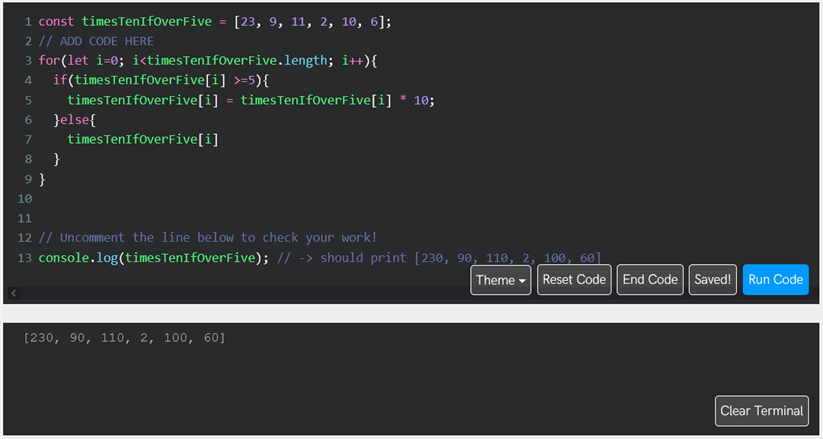 1 const timesTenIfOverFive = [23, 9, 11, 2, 10, 6];
2 // ADD CODE HERE
3 for(let i=0; i<timesTenIfOverFive.length; i++){
4   if(timesTenIfOverFive[i] >=5){
5     timesTenIfOverFive[i] = timesTenIfOverFive[i] * 10;
6   }else{
7     timesTenIfOverFive[i]
8   }
9 }
10
11
12 // Uncomment the line below to check your work!
13 console.log(timesTenIfOverFive); // -> should print [230, 90, 110, 2, 100, 60]
Theme Reset Code End Code Saved! Run Code
[230, 90, 110, 2, 100, 60]
Clear Terminal